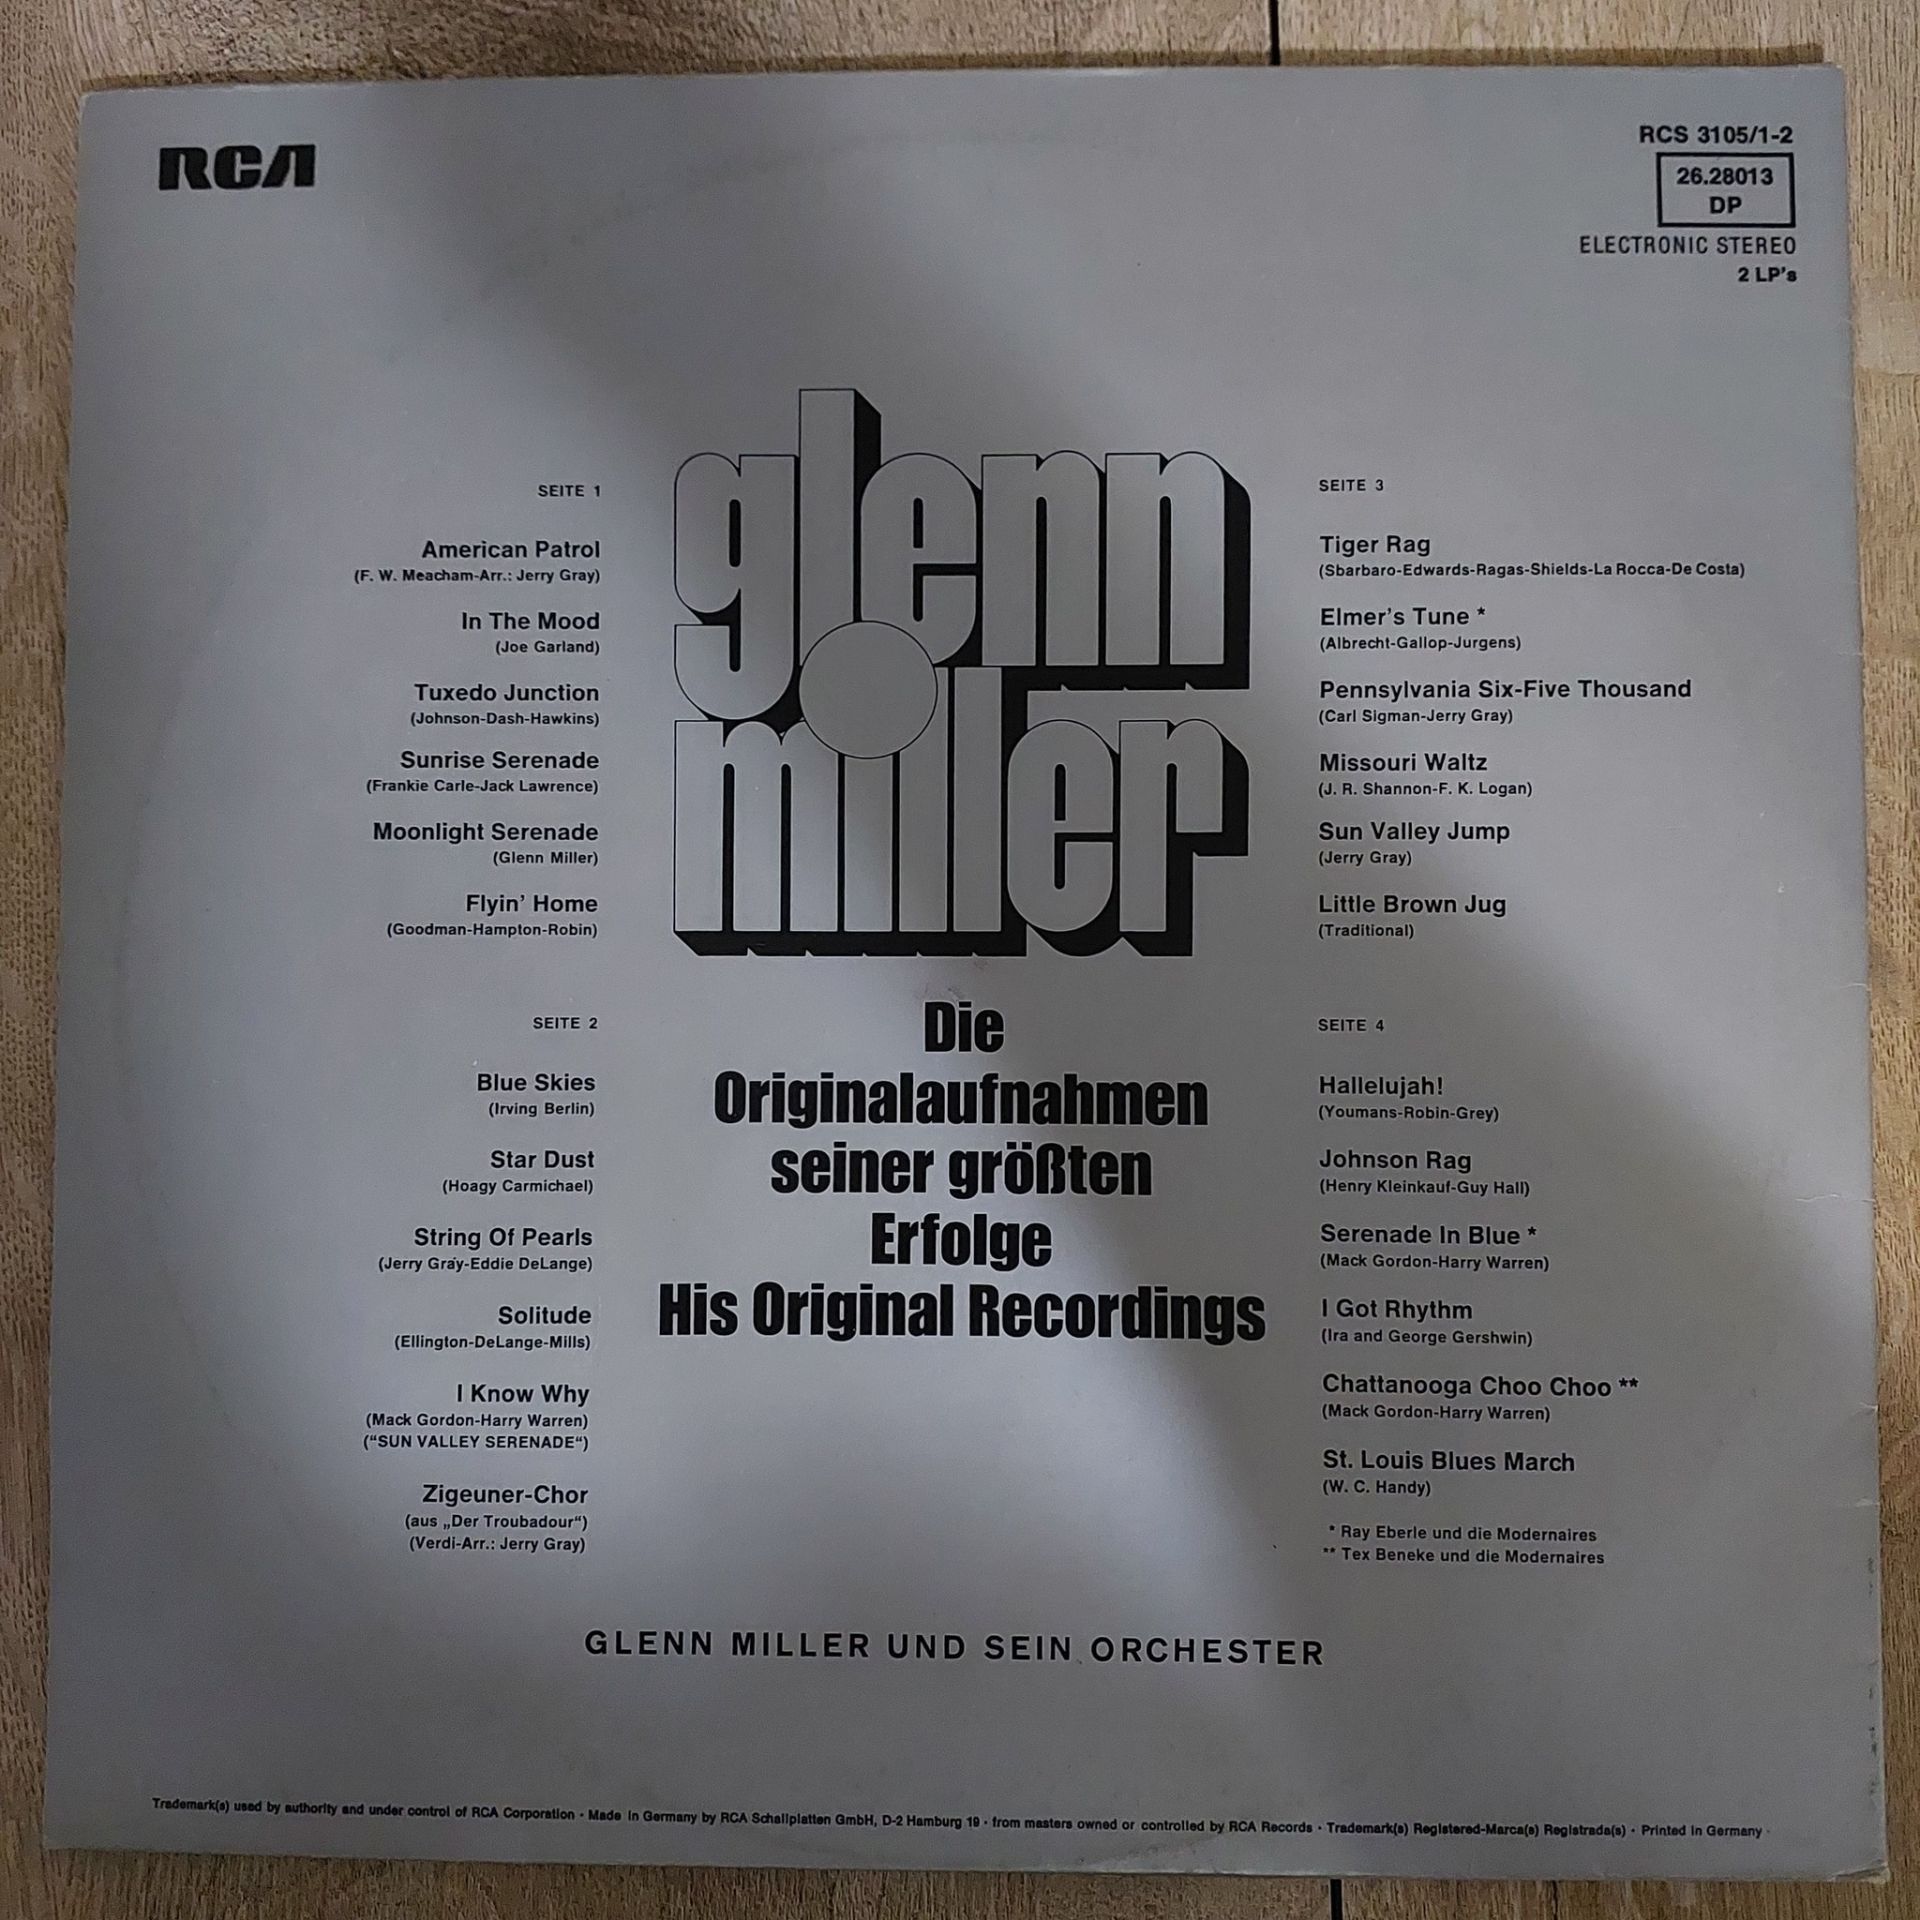 RCA
RCS 3105/1-2
26.28013
DP
ELECTRONIC STEREO
2 LP's
glenn
miller
SEITE 1
American Patrol
(F. W. Meacham-Arr.: Jerry Gray)
In The Mood
(Joe Garland)
Tuxedo Junction
(Johnson-Dash-Hawkins)
Sunrise Serenade
(Frankie Carle-Jack Lawrence)
Moonlight Serenade
(Glenn Miller)
Flyin' Home
(Goodman-Hampton-Robin)
SEITE 2
Blue Skies
(Irving Berlin)
Star Dust
(Hoagy Carmichael)
String Of Pearls
(Jerry Gray-Eddie DeLange)
Solitude
(Ellington-DeLange-Mills)
I Know Why
(Mack Gordon-Harry Warren)
(“SUN VALLEY SERENADE“)
Zigeuner-Chor
(aus „Der Troubadour“)
(Verdi-Arr.: Jerry Gray)
Die
Originalaufnahmen
seiner größten
Erfolge
His Original Recordings
SEITE 3
Tiger Rag
(Sbarbaro-Edwards-Ragas-Shields-La Rocca-De Costa)
Elmer's Tune *
(Albrecht-Gallop-Jurgens)
Pennsylvania Six-Five Thousand
(Carl Sigman-Jerry Gray)
Missouri Waltz
(J. R. Shannon-F. K. Logan)
Sun Valley Jump
(Jerry Gray)
Little Brown Jug
(Traditional)
SEITE 4
Hallelujah!
(Youmans-Robin-Grey)
Johnson Rag
(Henry Kleinkauf-Guy Hall)
Serenade In Blue *
(Mack Gordon-Harry Warren)
I Got Rhythm
(Ira and George Gershwin)
Chattanooga Choo Choo **
(Mack Gordon-Harry Warren)
St. Louis Blues March
(W. C. Handy)
* Ray Eberle und die Modernaires
** Tex Beneke und die Modernaires
GLENN MILLER UND SEIN ORCHESTER
Trademark(s) used by authority and under control of RCA Corporation · Made in Germany by RCA Schallplatten GmbH, D-2 Hamburg 19 · from masters owned or controlled by RCA Records · Trademark(s) Registered-Marca(s) Registrada(s) · Printed in Germany